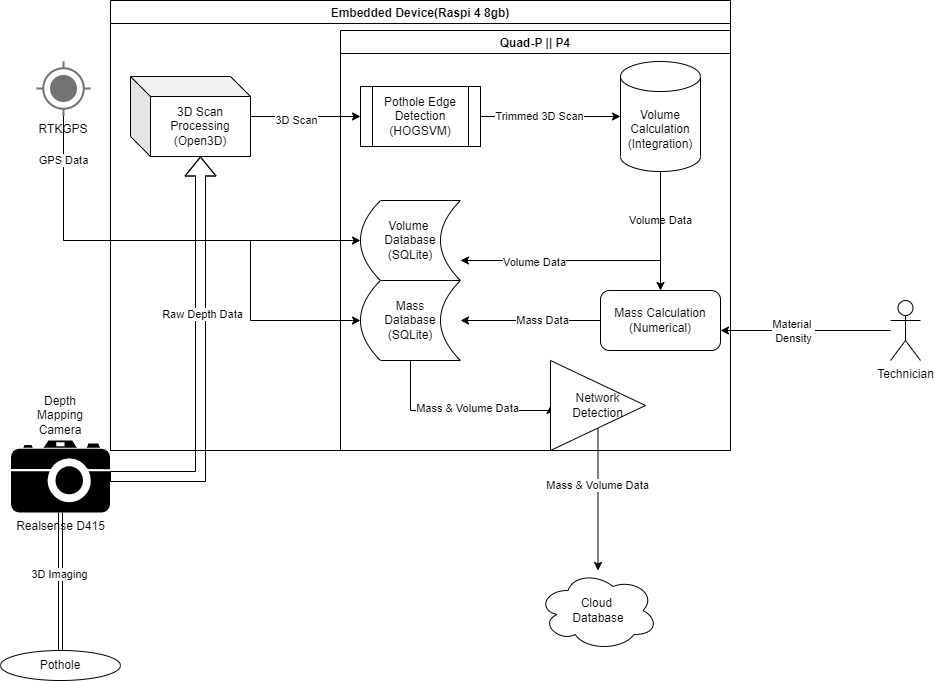 Embedded Device(Raspi 4 8gb)
Quad-P || P4
RTKGPS
GPS Data
3D Scan
Processing
(Open3D)
3D Scan
Pothole Edge
Detection
(HOGSVM)
Trimmed 3D Scan
Volume
Calculation
(Integration)
Volume Data
Volume
Database
(SQLite)
Volume Data
Raw Depth Data
Mass
Database
(SQLite)
Mass Data
Mass Calculation
(Numerical)
Material
Density
Technician
Mass & Volume Data
Network
Detection
Depth
Mapping
Camera
Realsense D415
Mass & Volume Data
3D Imaging
Cloud
Database
Pothole